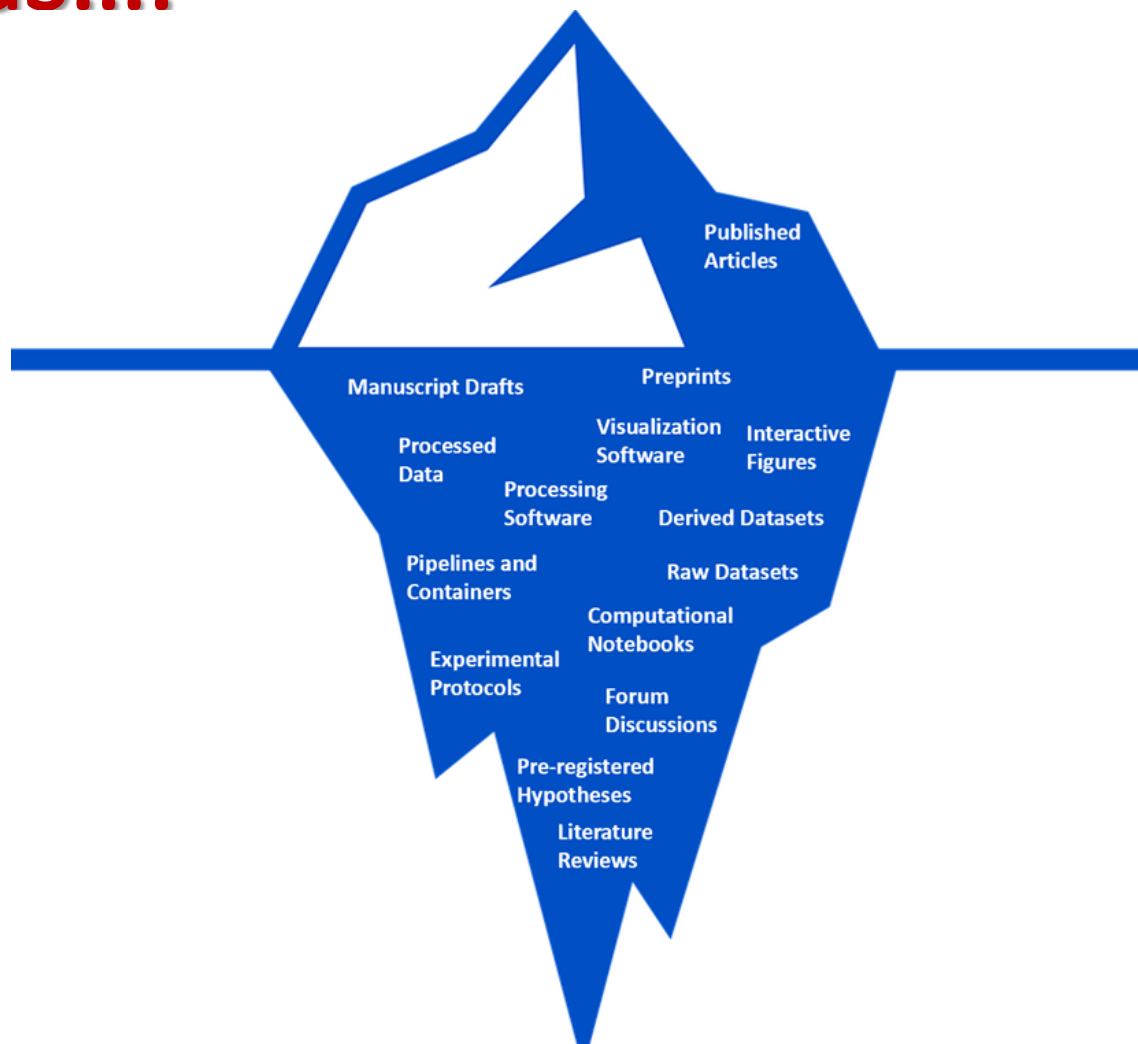 Published
Articles
Manuscript Drafts
Preprints
Visualization
Software
Interactive
Figures
Processed
Data
Processing
Software
Derived Datasets
Pipelines and
Containers
Raw Datasets
Computational
Notebooks
Experimental
Protocols
Forum
Discussions
Pre-registered
Hypotheses
Literature
Reviews